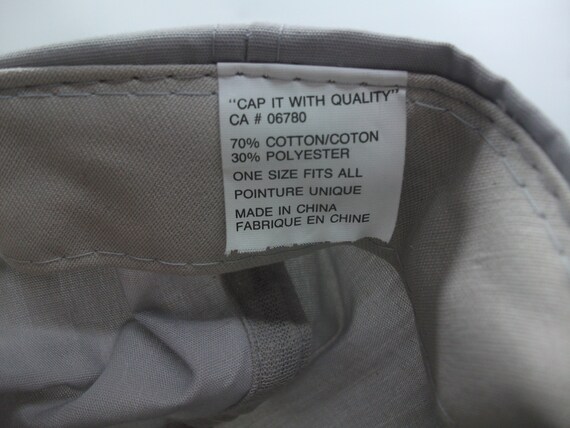 "CAP IT WITH QUALITY"
CA # 06780
70% COTTON/COTON
30% POLYESTER
ONE SIZE FITS ALL
POINTURE UNIQUE
MADE IN CHINA
FABRIQUE EN CHINE